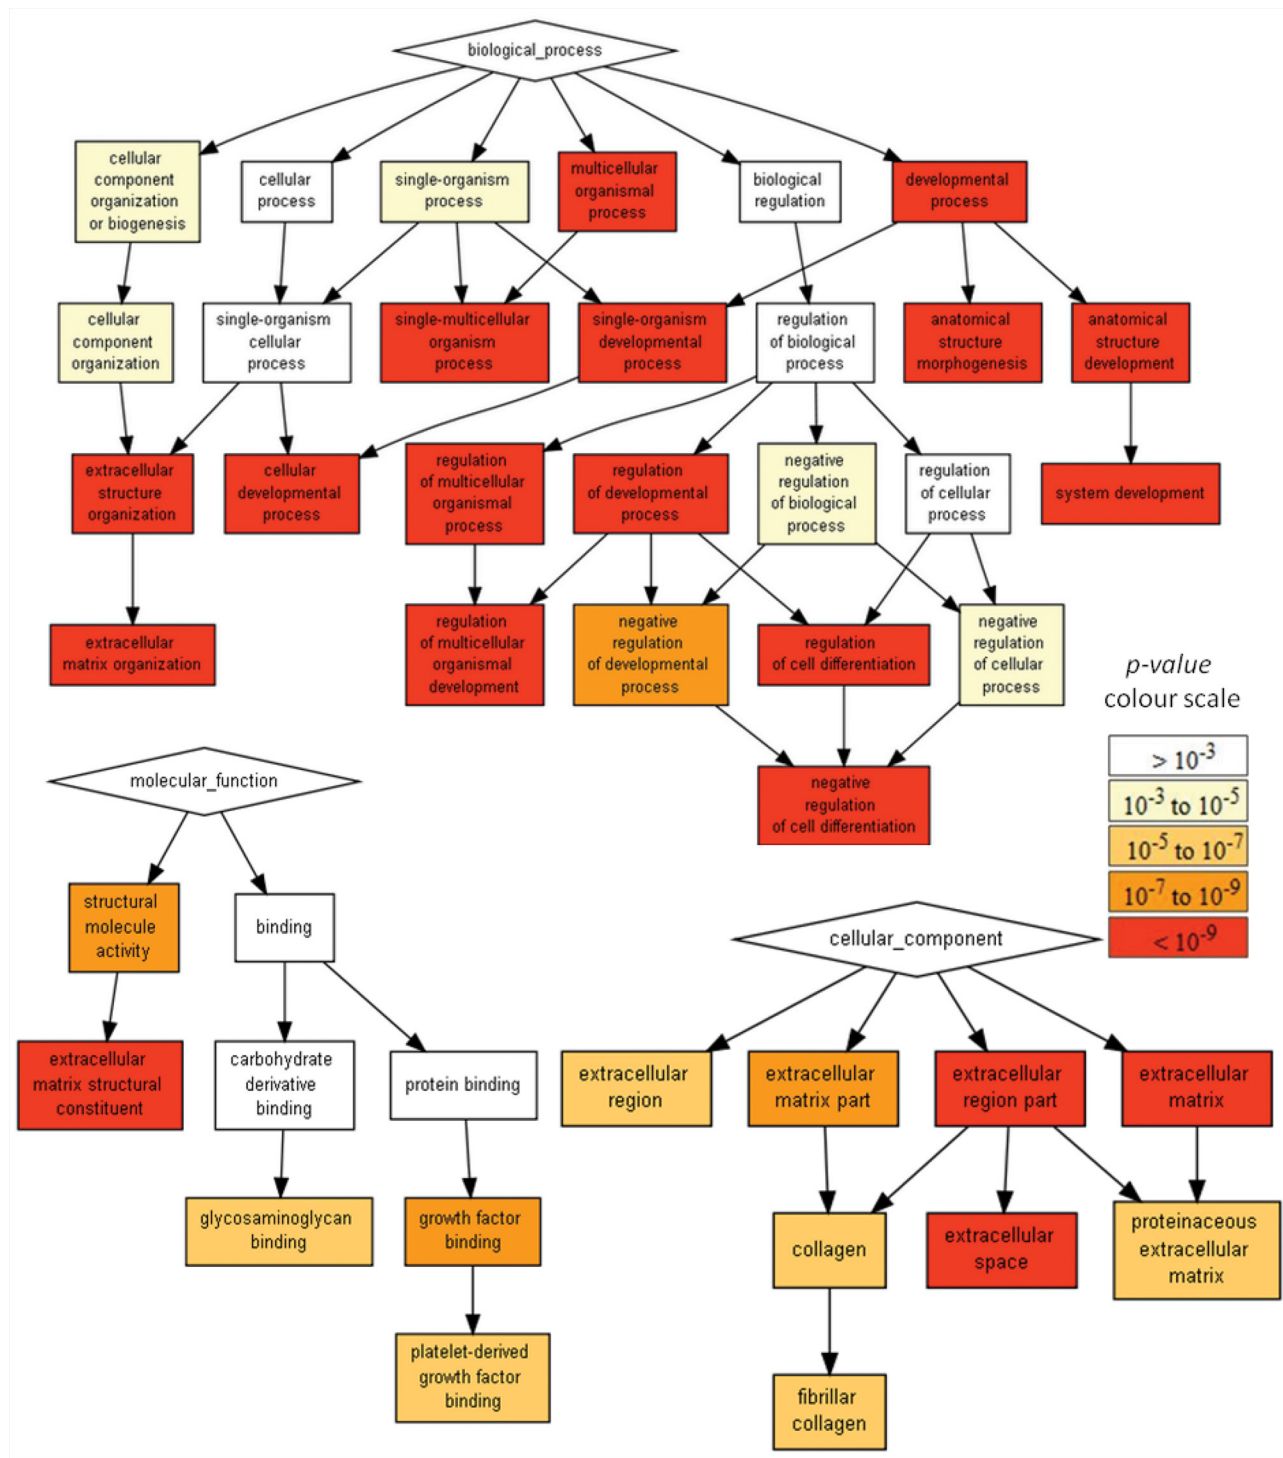 biological_process
cellular
component
organization
or biogenesis
cellular
process
single-organism
process
multicellular
organismal
process
biological
regulation
developmental
process
cellular
component
organization
single-organism
cellular
process
single-multicellular
organism
process
single-organism
developmental
process
regulation
of biological
process
anatomical
structure
morphogenesis
anatomical
structure
development
extracellular
structure
organization
cellular
developmental
process
regulation
of multicellular
organismal
process
regulation
of developmental
process
negative
regulation
of biological
process
regulation
of cellular
process
system development
extracellular
matrix organization
regulation
of multicellular
organismal
development
negative
regulation
of developmental
process
regulation
of cell differentiation
negative
regulation
of cellular
process
negative
regulation
of cell differentiation
p-value
colour scale
> 10-3
10-3 to 10-5
10-5 to 10-7
10-7 to 10-9
< 10-9
molecular_function
structural
molecule
activity
binding
extracellular
matrix structural
constituent
carbohydrate
derivative
binding
protein binding
glycosaminoglycan
binding
growth factor
binding
platelet-derived
growth factor
binding
cellular_component
extracellular
region
extracellular
matrix part
extracellular
region part
extracellular
matrix
collagen
extracellular
space
proteinaceous
extracellular
matrix
fibrillar
collagen